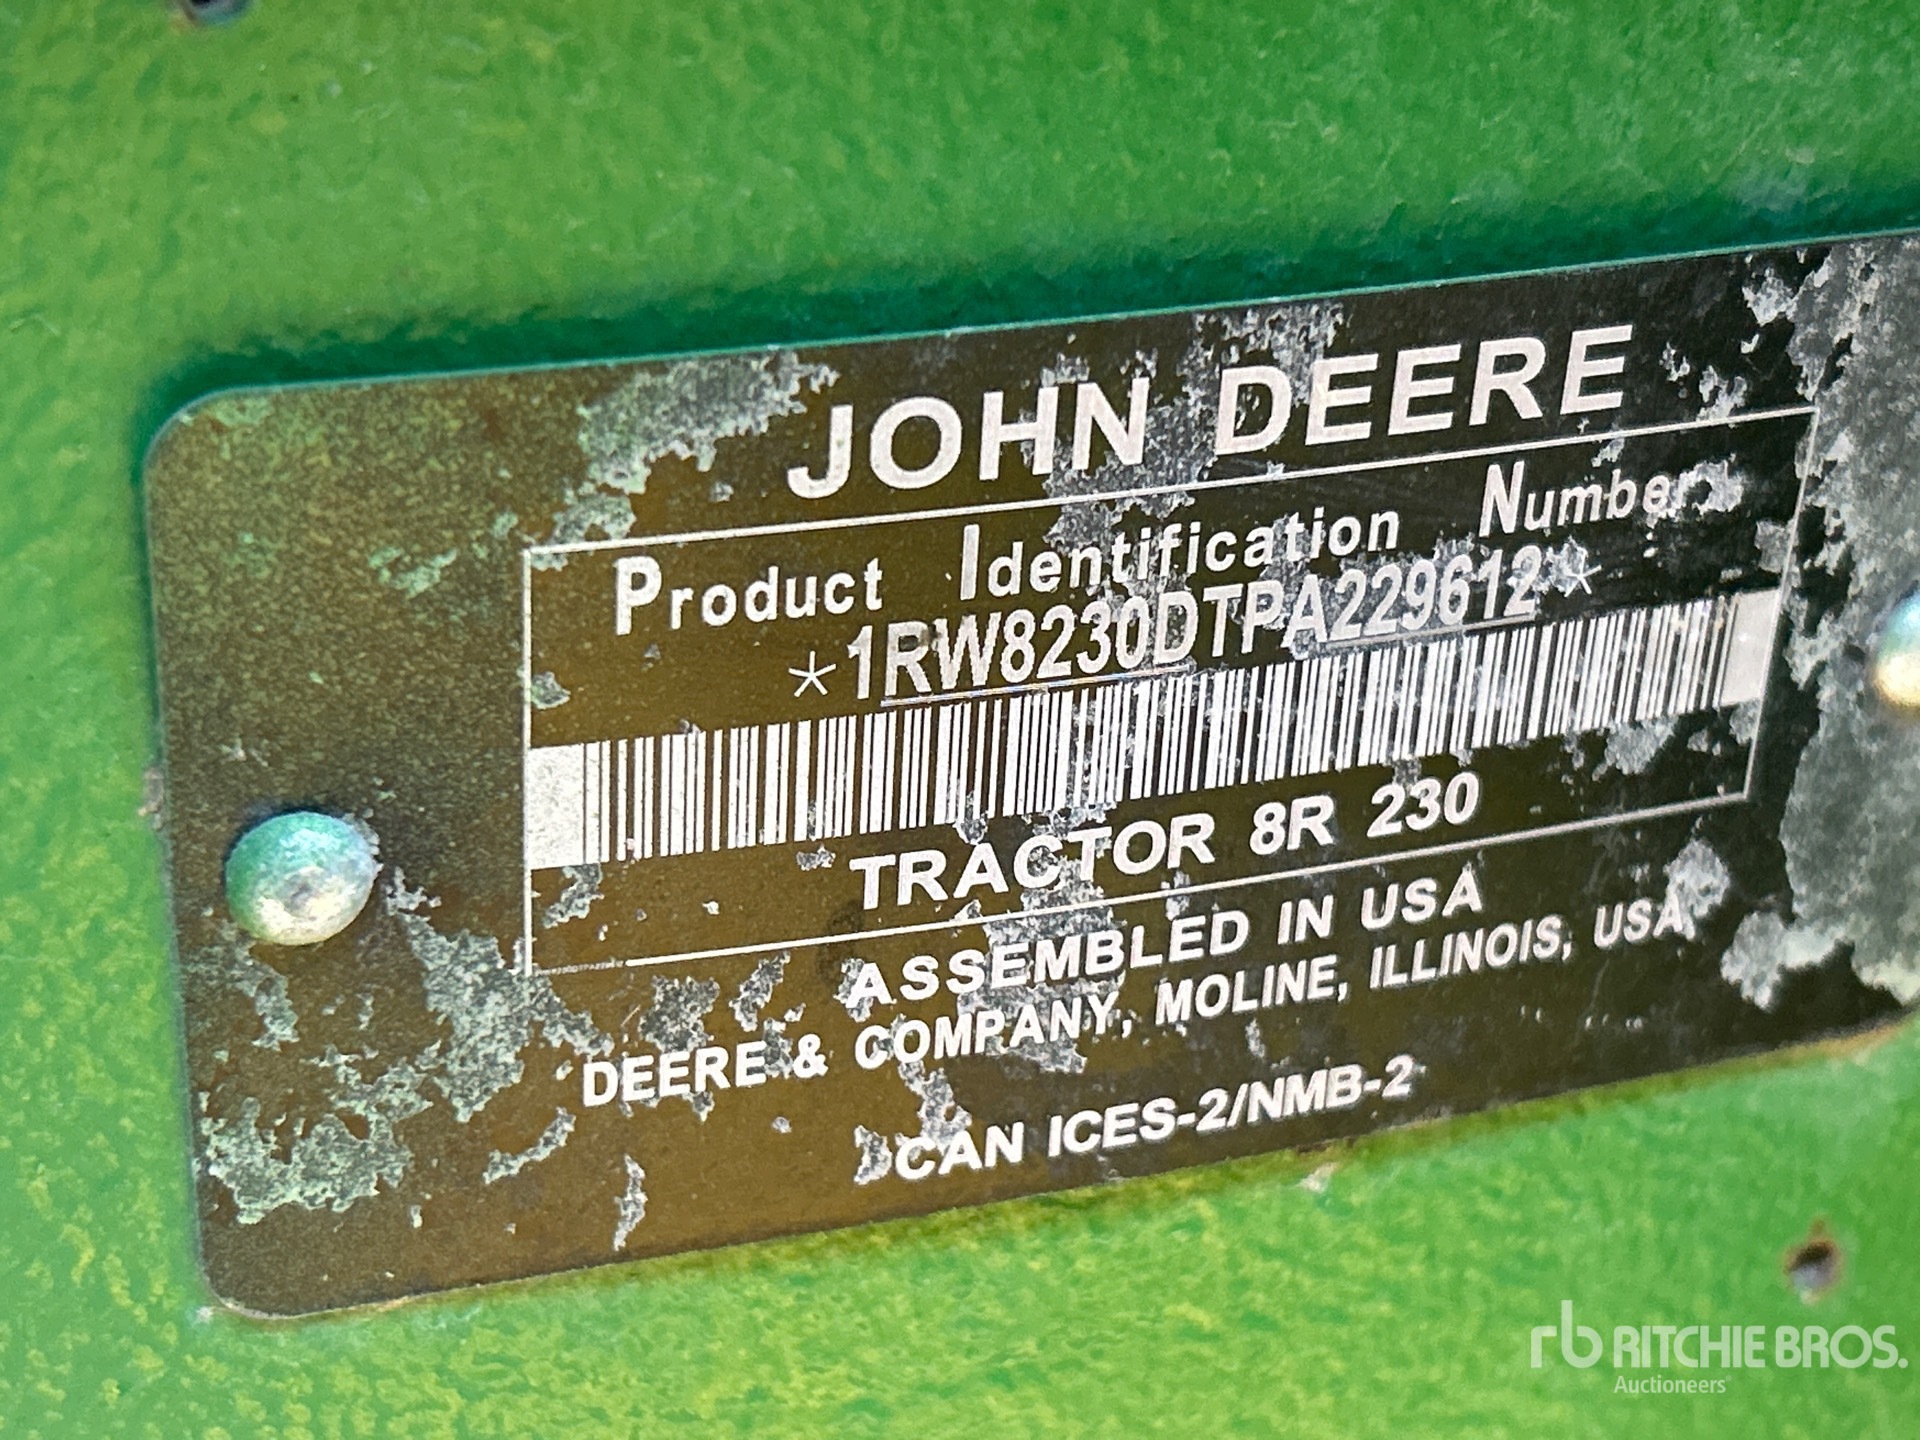 JOHN DEERE
Product Identification Number:
*1RW8230DTPA229612*
TRACTOR 8R 230
ASSEMBLED IN USA
DEERE & COMPANY, MOLINE, ILLINOIS, USA
CAN ICES-2/NMB-2
rb RITCHIE BROS.
Auctioneers